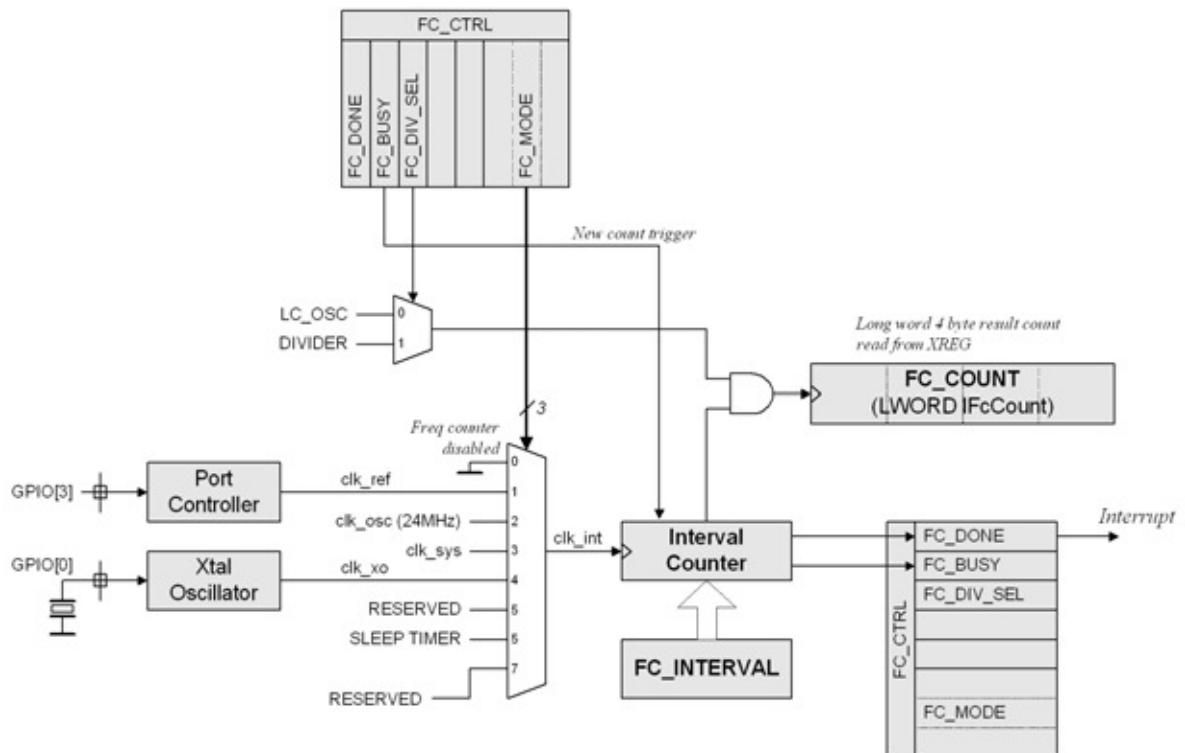 FC_CTRL
FC_DONE
FC_BUSY
FC_DIV_SEL
FC_MODE
New count trigger
LC_OSC
0
DIVIDER
1
Long word 4 byte result count
read from XREG
FC_COUNT
(LWORD lFcCount)
3
Freq counter
disabled
0
GPIO[3]
Port
Controller
clk_ref
1
clk_osc (24MHz)
2
clk_sys
3
GPIO[0]
Xtal
Oscillator
clk_xo
4
RESERVED
5
SLEEP TIMER
5
RESERVED
7
clk_int
Interval
Counter
FC_INTERVAL
FC_CTRL
FC_DONE
FC_BUSY
FC_DIV_SEL
FC_MODE
Interrupt